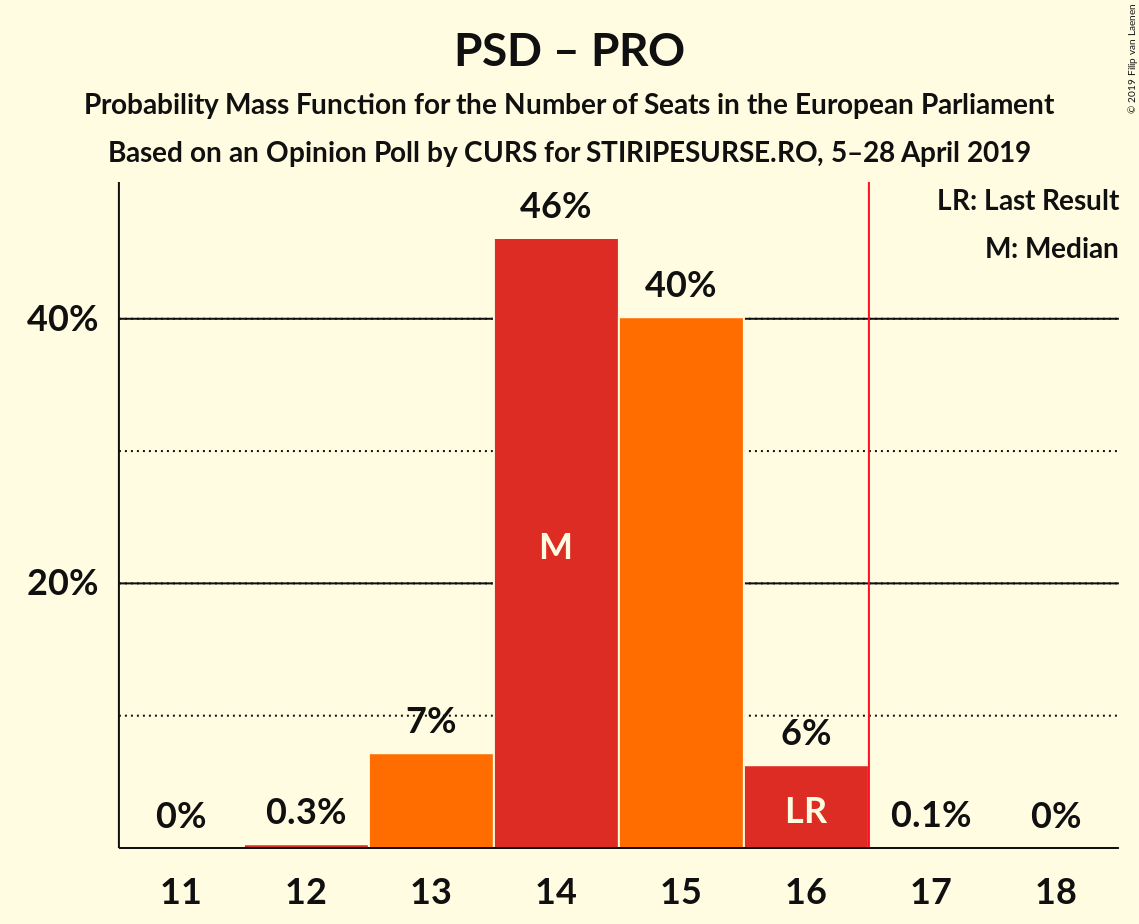 PSD – PRO
Probability Mass Function for the Number of Seats in the European Parliament
Based on an Opinion Poll by CURS for STIRIPESURSE.RO, 5–28 April 2019
© 2019 Filip van Laenen
LR: Last Result
M: Median
46%
40%
40%
20%
M
7%
6%
0%
0.3%
LR
0.1%
0%
11 12 13 14 15 16 17 18